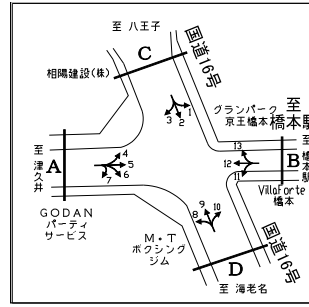 至 八王子
国道16号
C
相陽建設(株)
1
2
3
グランパーク
京王橋本
至
橋本駅
至 津久井
A
4
5
6
7
13
12
11
B
至 橋本駅
Villaforte
橋本
GODAN
パーティ
サービス
9
10
8
M・T
ボクシング
ジム
D
国道16号
至 海老名